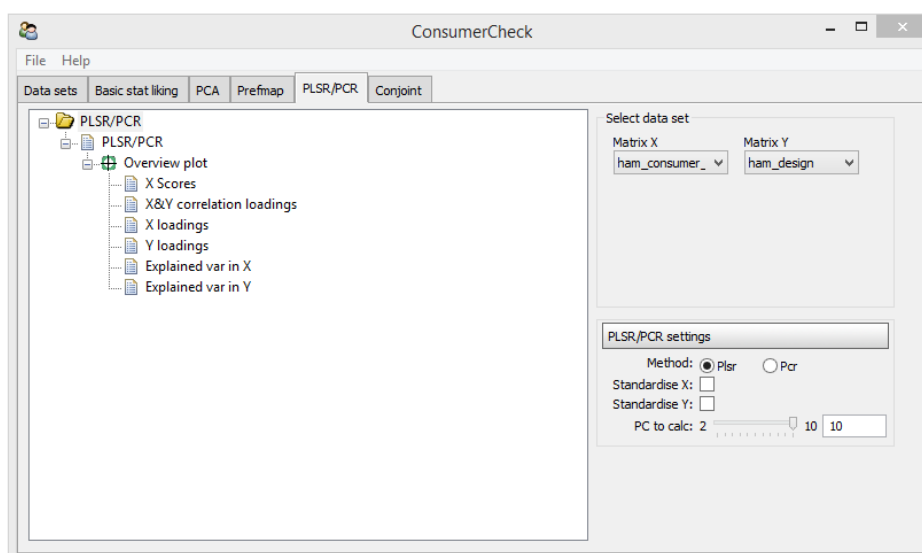 ConsumerCheck
File Help
Data sets Basic stat liking PCA Prefmap PLSR/PCR Conjoint
PLSR/PCR
PLSR/PCR
Overview plot
X Scores
X&Y correlation loadings
X loadings
Y loadings
Explained var in X
Explained var in Y
Select data set
Matrix X Matrix Y
ham_consumer_ ham_design
PLSR/PCR settings
Method: Plsr Pcr
Standardise X:
Standardise Y:
PC to calc: 2 10 10